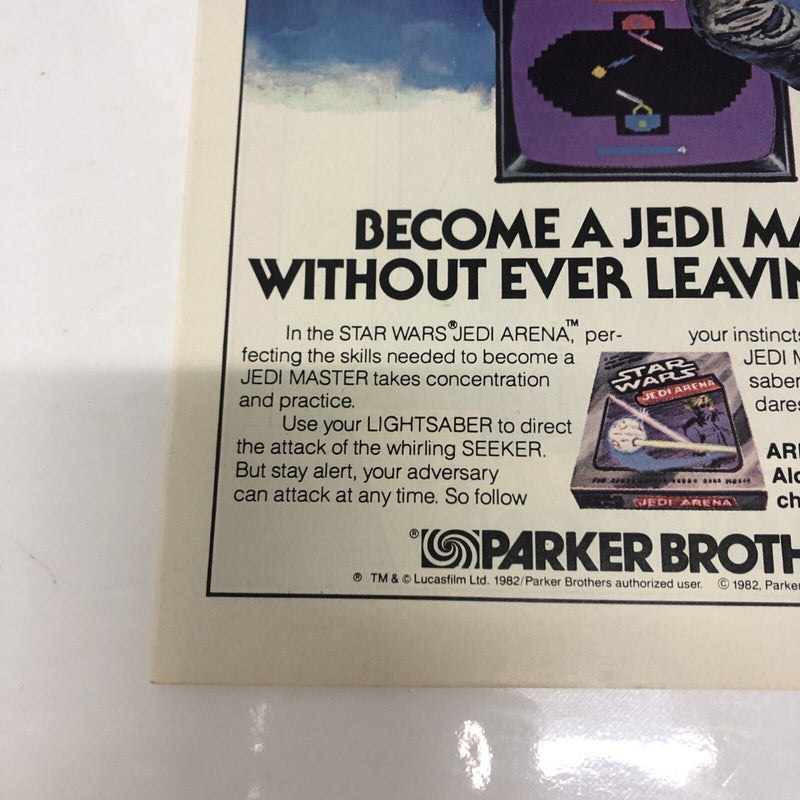 4
BECOME A JEDI MA
WITHOUT EVER LEAVIN
In the STAR WARS® JEDI ARENA,™ per-
fecting the skills needed to become a
JEDI MASTER takes concentration
and practice.
Use your LIGHTSABER to direct
the attack of the whirling SEEKER.
But stay alert, your adversary
can attack at any time. So follow
STAR
WARS
JEDI ARENA
JEDI ARENA
your instincts
JEDI M
saber
dares
ARE
Alo
ch
® PARKER BROTH
® TM & © Lucasfilm Ltd. 1982/Parker Brothers authorized user. © 1982, Parker